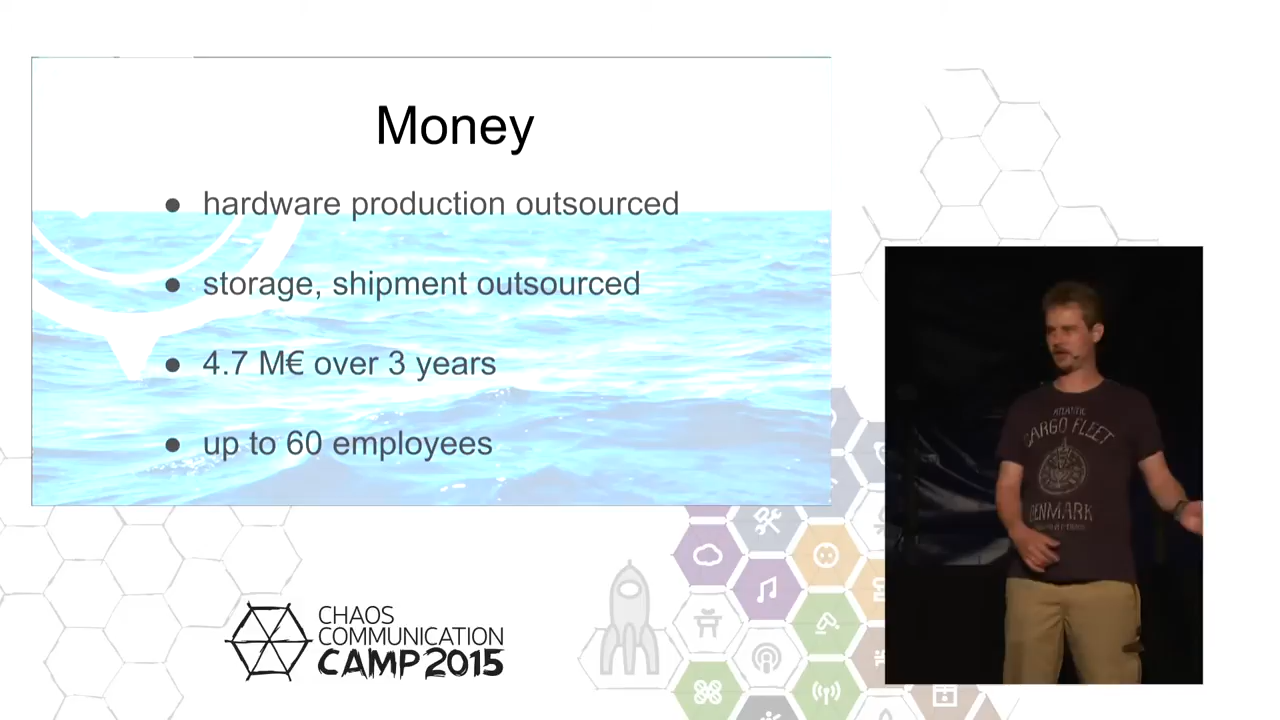 Money
● hardware production outsourced
● storage, shipment outsourced
● 4.7 M€ over 3 years
● up to 60 employees
ATLANTIC
CARGO FLEET
DENMARK
CHAOS
COMMUNICATION
CAMP 2015